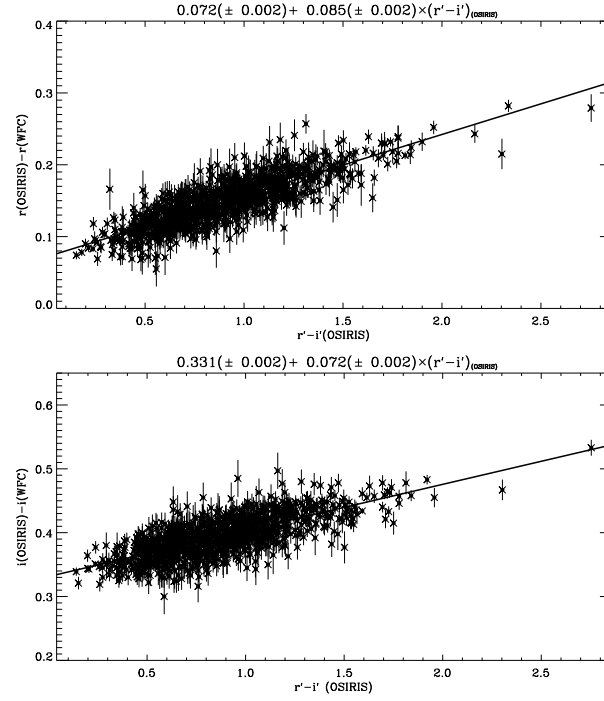 0.072(± 0.002)+ 0.085(± 0.002)×(r′−i′)(OSIRIS)
0.4
0.3
0.2
0.1
0.0
r(OSIRIS)−r(WFC)
0.5 1.0 1.5 2.0 2.5
r′−i′(OSIRIS)
0.331(± 0.002)+ 0.072(± 0.002)×(r′−i′)(OSIRIS)
0.6
0.5
0.4
0.3
0.2
i(OSIRIS)−i(WFC)
0.5 1.0 1.5 2.0 2.5
r′−i′ (OSIRIS)